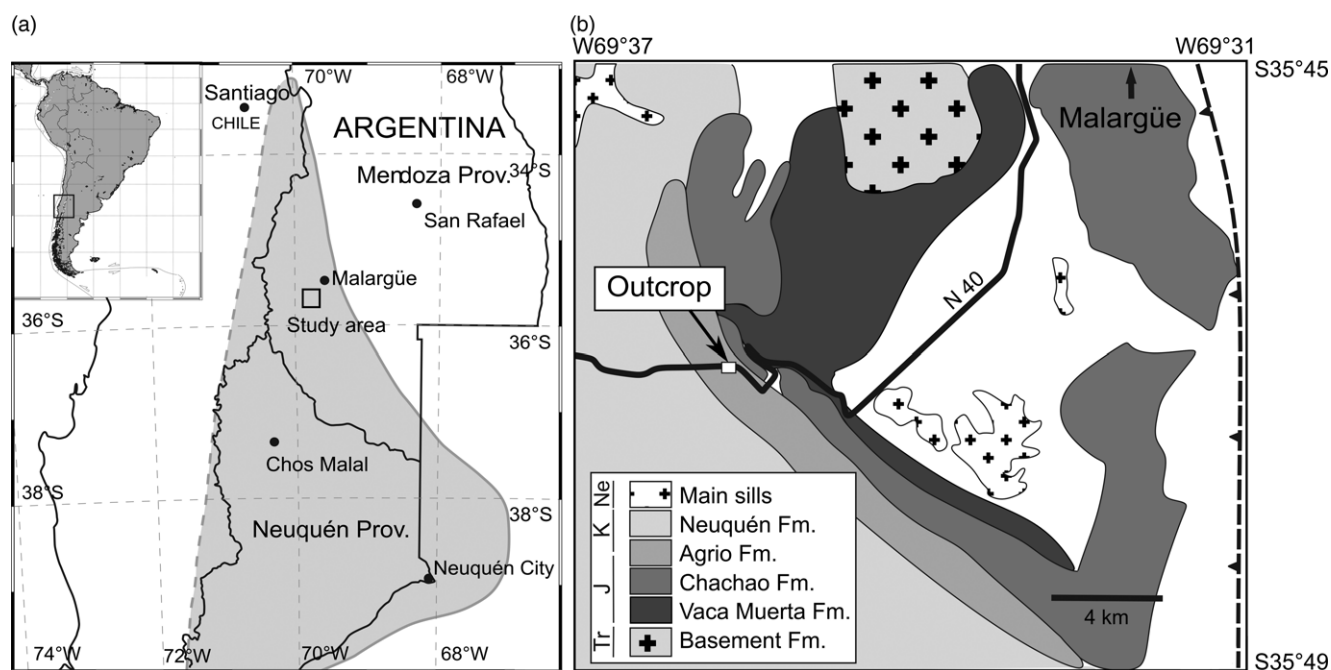 (a)
70°W
68°W
Santiago
CHILE
ARGENTINA
34°S
Mendoza Prov.
San Rafael
Malargüe
36°S
Study area
36°S
Chos Malal
38°S
38°S
Neuquén Prov.
Neuquén City
74°W
72°W
70°W
68°W
(b)
W69°37
W69°31
S35°45
Malargüe
N 40
Outcrop
Ne
Main sills
K
Neuquén Fm.
Agrio Fm.
J
Chachao Fm.
Vaca Muerta Fm.
Tr
Basement Fm.
4 km
S35°49